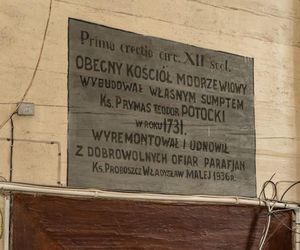 Primo erectio circ. XII sæl.
OBECNY KOŚCIÓŁ MODRZEWIOWY
WYBUDOWAŁ WŁASNYM SUMPTEM
Ks. PRYMAS TEODOR POTOCKI
W ROKU 1731.
WYREMONTOWAŁ I ODNOWIŁ
Z DOBROWOLNYCH OFIAR PARAFJAN
Ks. PROBOSZCZ WŁADYSŁAW MALEJ 1936 R.